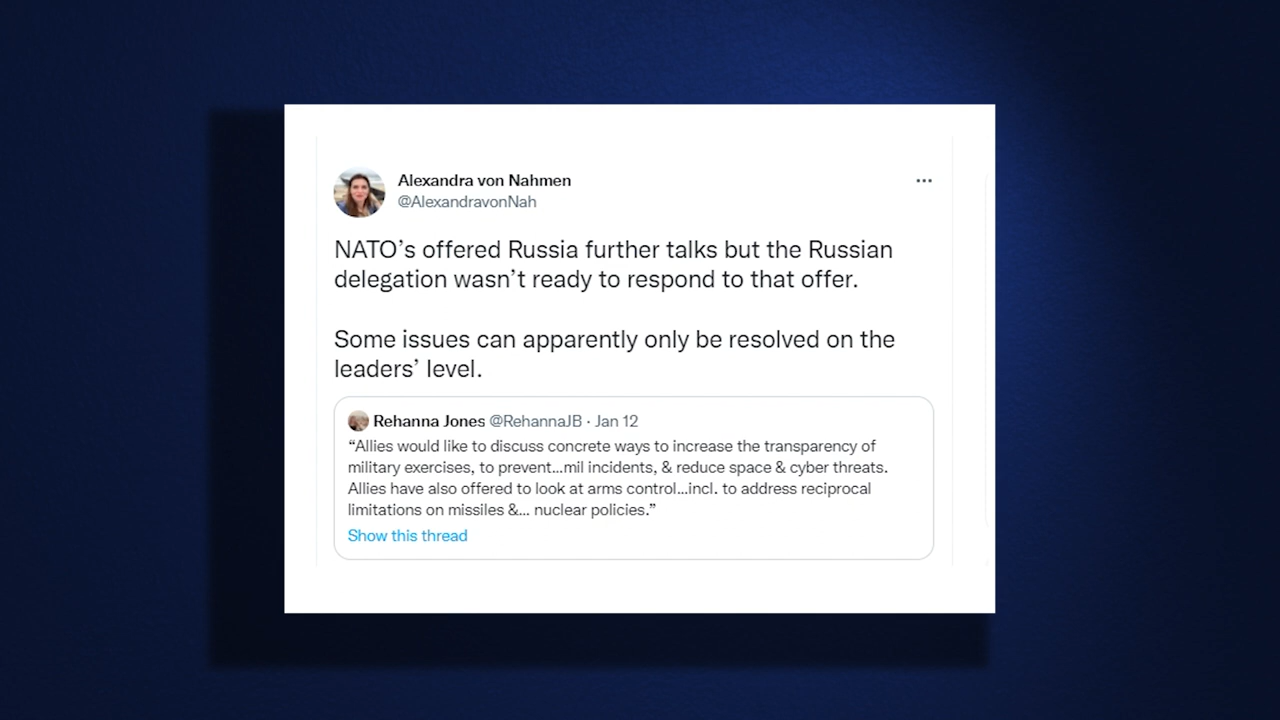 Alexandra von Nahmen
@AlexandravonNah
NATO’s offered Russia further talks but the Russian
delegation wasn’t ready to respond to that offer.
Some issues can apparently only be resolved on the
leaders’ level.
Rehanna Jones @RehannaJB · Jan 12
“Allies would like to discuss concrete ways to increase the transparency of
military exercises, to prevent...mil incidents, & reduce space & cyber threats.
Allies have also offered to look at arms control...incl. to address reciprocal
limitations on missiles &... nuclear policies.”
Show this thread